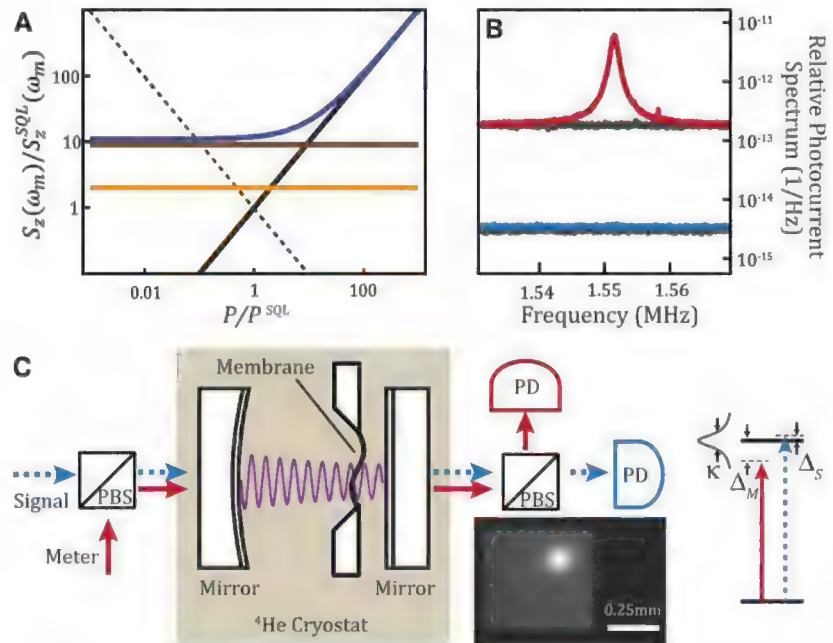 A
S_z(ω_m)/S_z^SQL(ω_m)
100
10
1
0.01
1
100
P/P^SQL
B
10^-11
10^-12
10^-13
10^-14
10^-15
Relative Photocurrent
Spectrum (1/Hz)
1.54
1.55
1.56
Frequency (MHz)
C
Membrane
Signal
PBS
Meter
Mirror
Mirror
⁴He Cryostat
PD
PBS
PD
0.25mm
κ
Δ_M
Δ_S